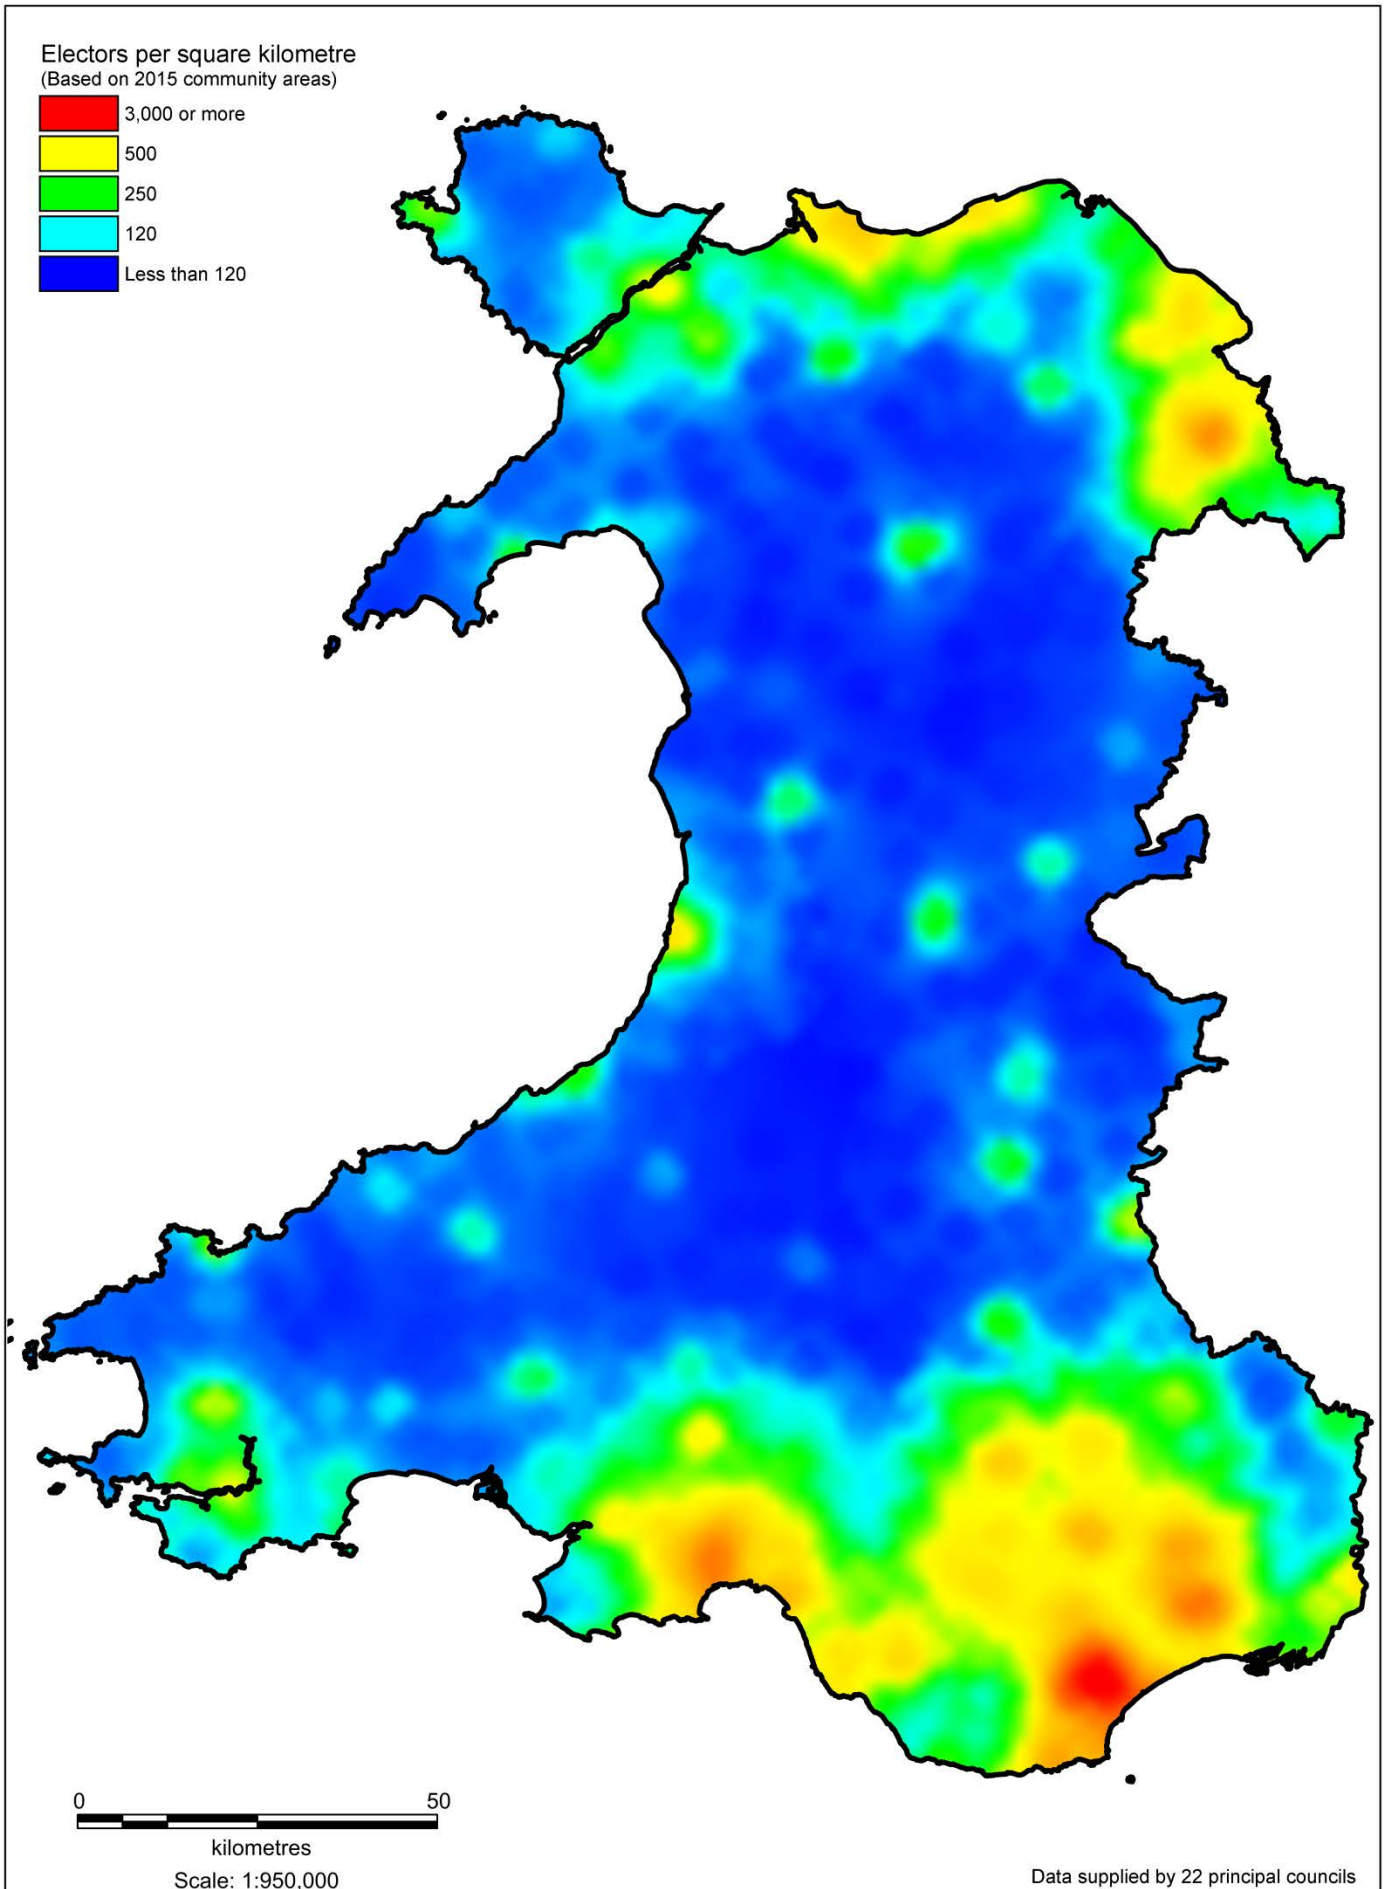 Electors per square kilometre
(Based on 2015 community areas)
3,000 or more
500
250
120
Less than 120
0 50
kilometres
Scale: 1:950,000
Data supplied by 22 principal councils